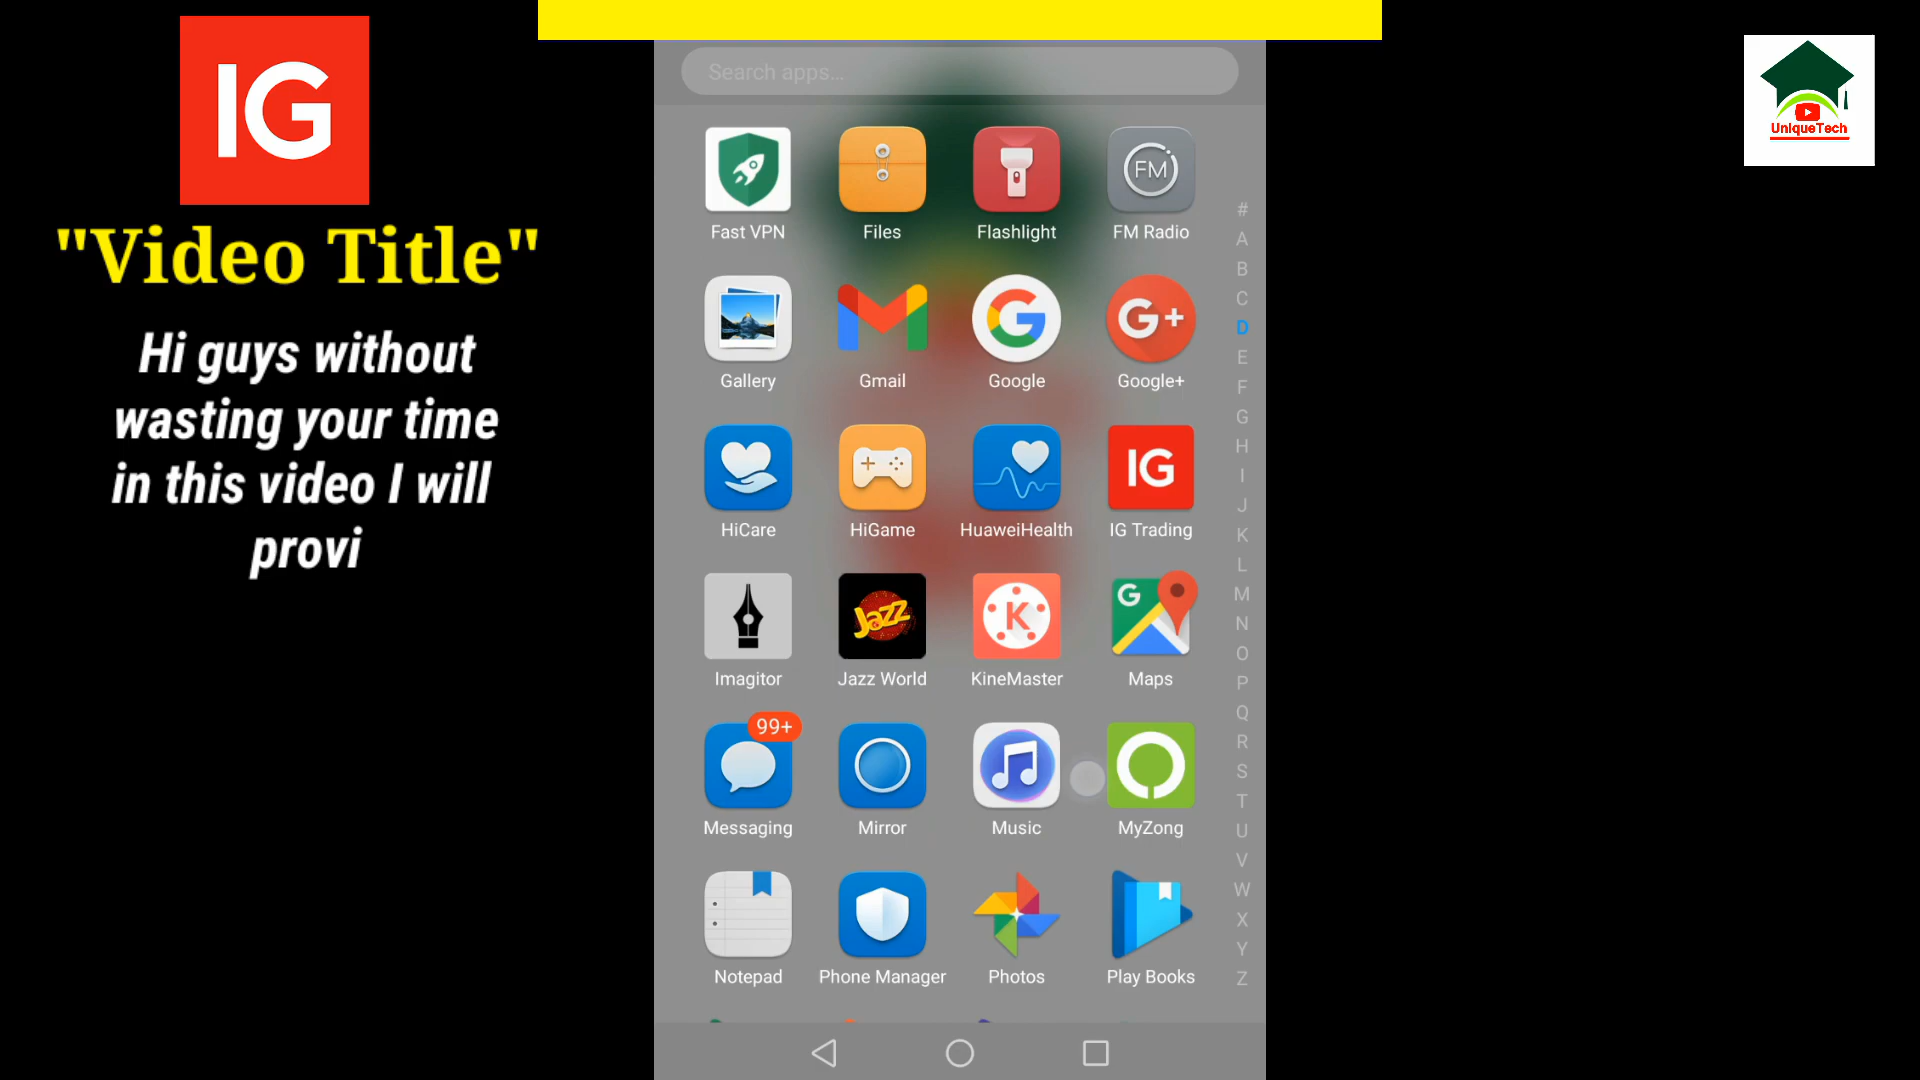 IG
"Video Title"
Hi guys without
wasting your time
in this video I will
provi
Search apps...
Fast VPN
Files
FM
Flashlight
FM Radio
Gallery
Gmail
G
Google
G+
Google+
HiCare
HiGame
HuaweiHealth
IG
IG Trading
Imagitor
Jazz
Jazz World
K
KineMaster
G
Maps
99+
Messaging
Mirror
Music
MyZong
Notepad
Phone Manager
Photos
Play Books
#
A
B
C
D
E
F
G
H
I
J
K
L
M
N
O
P
Q
R
S
T
U
V
W
X
Y
Z
UniqueTech